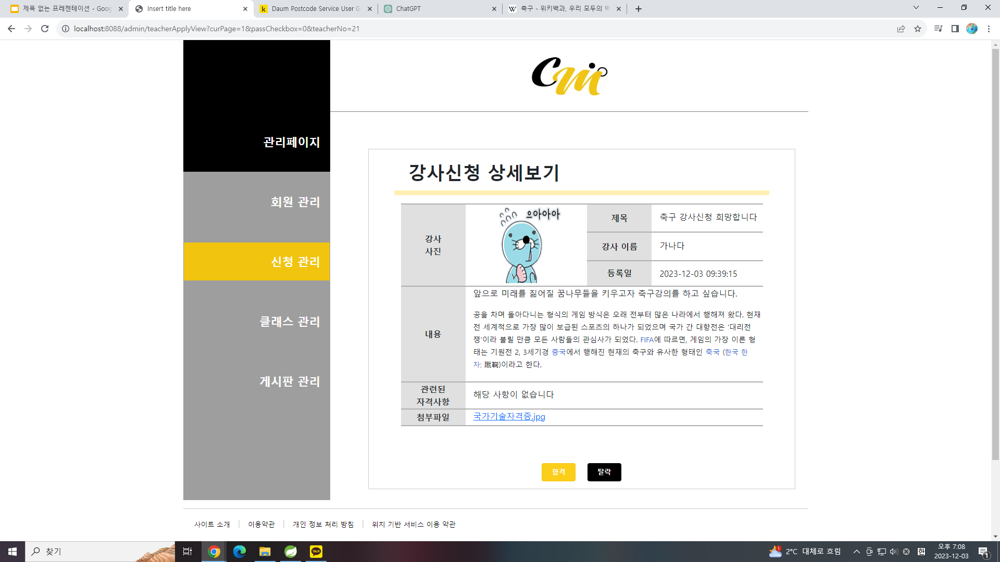 제목 없는 프레젠테이션 - Goog
Insert title here
Daum Postcode Service User G
ChatGPT
축구 - 위키백과, 우리 모두의 백
localhost:8088/admin/teacherApplyView?curPage=1&passCheckbox=0&teacherNo=21
Cm
관리페이지
회원 관리
신청 관리
클래스 관리
게시판 관리
강사신청 상세보기
강사
사진
으아아아
제목
축구 강사신청 희망합니다
강사 이름
가나다
등록일
2023-12-03 09:39:15
내용
앞으로 미래를 짊어질 꿈나무들을 키우고자 축구강의를 하고 싶습니다.
공을 차며 돌아다니는 형식의 게임 방식은 오래 전부터 많은 나라에서 행해져 왔다. 현재
전 세계적으로 가장 많이 보급된 스포츠의 하나가 되었으며 국가 간 대항전은 '대리전
쟁'이라 불릴 만큼 모든 사람들의 관심사가 되었다. FIFA에 따르면, 게임의 가장 이른 형
태는 기원전 2, 3세기경 중국에서 행해진 현재의 축구와 유사한 형태인 축국 (한국 한
자: 蹴鞠)이라고 한다.
관련된
자격사항
해당 사항이 없습니다
첨부파일
국가기술자격증.jpg
합격
탈락
사이트 소개
이용약관
개인 정보 처리 방침
위치 기반 서비스 이용 약관
찾기
TALK
1
2°C 대체로 흐림
한
오후 7:08
2023-12-03
1